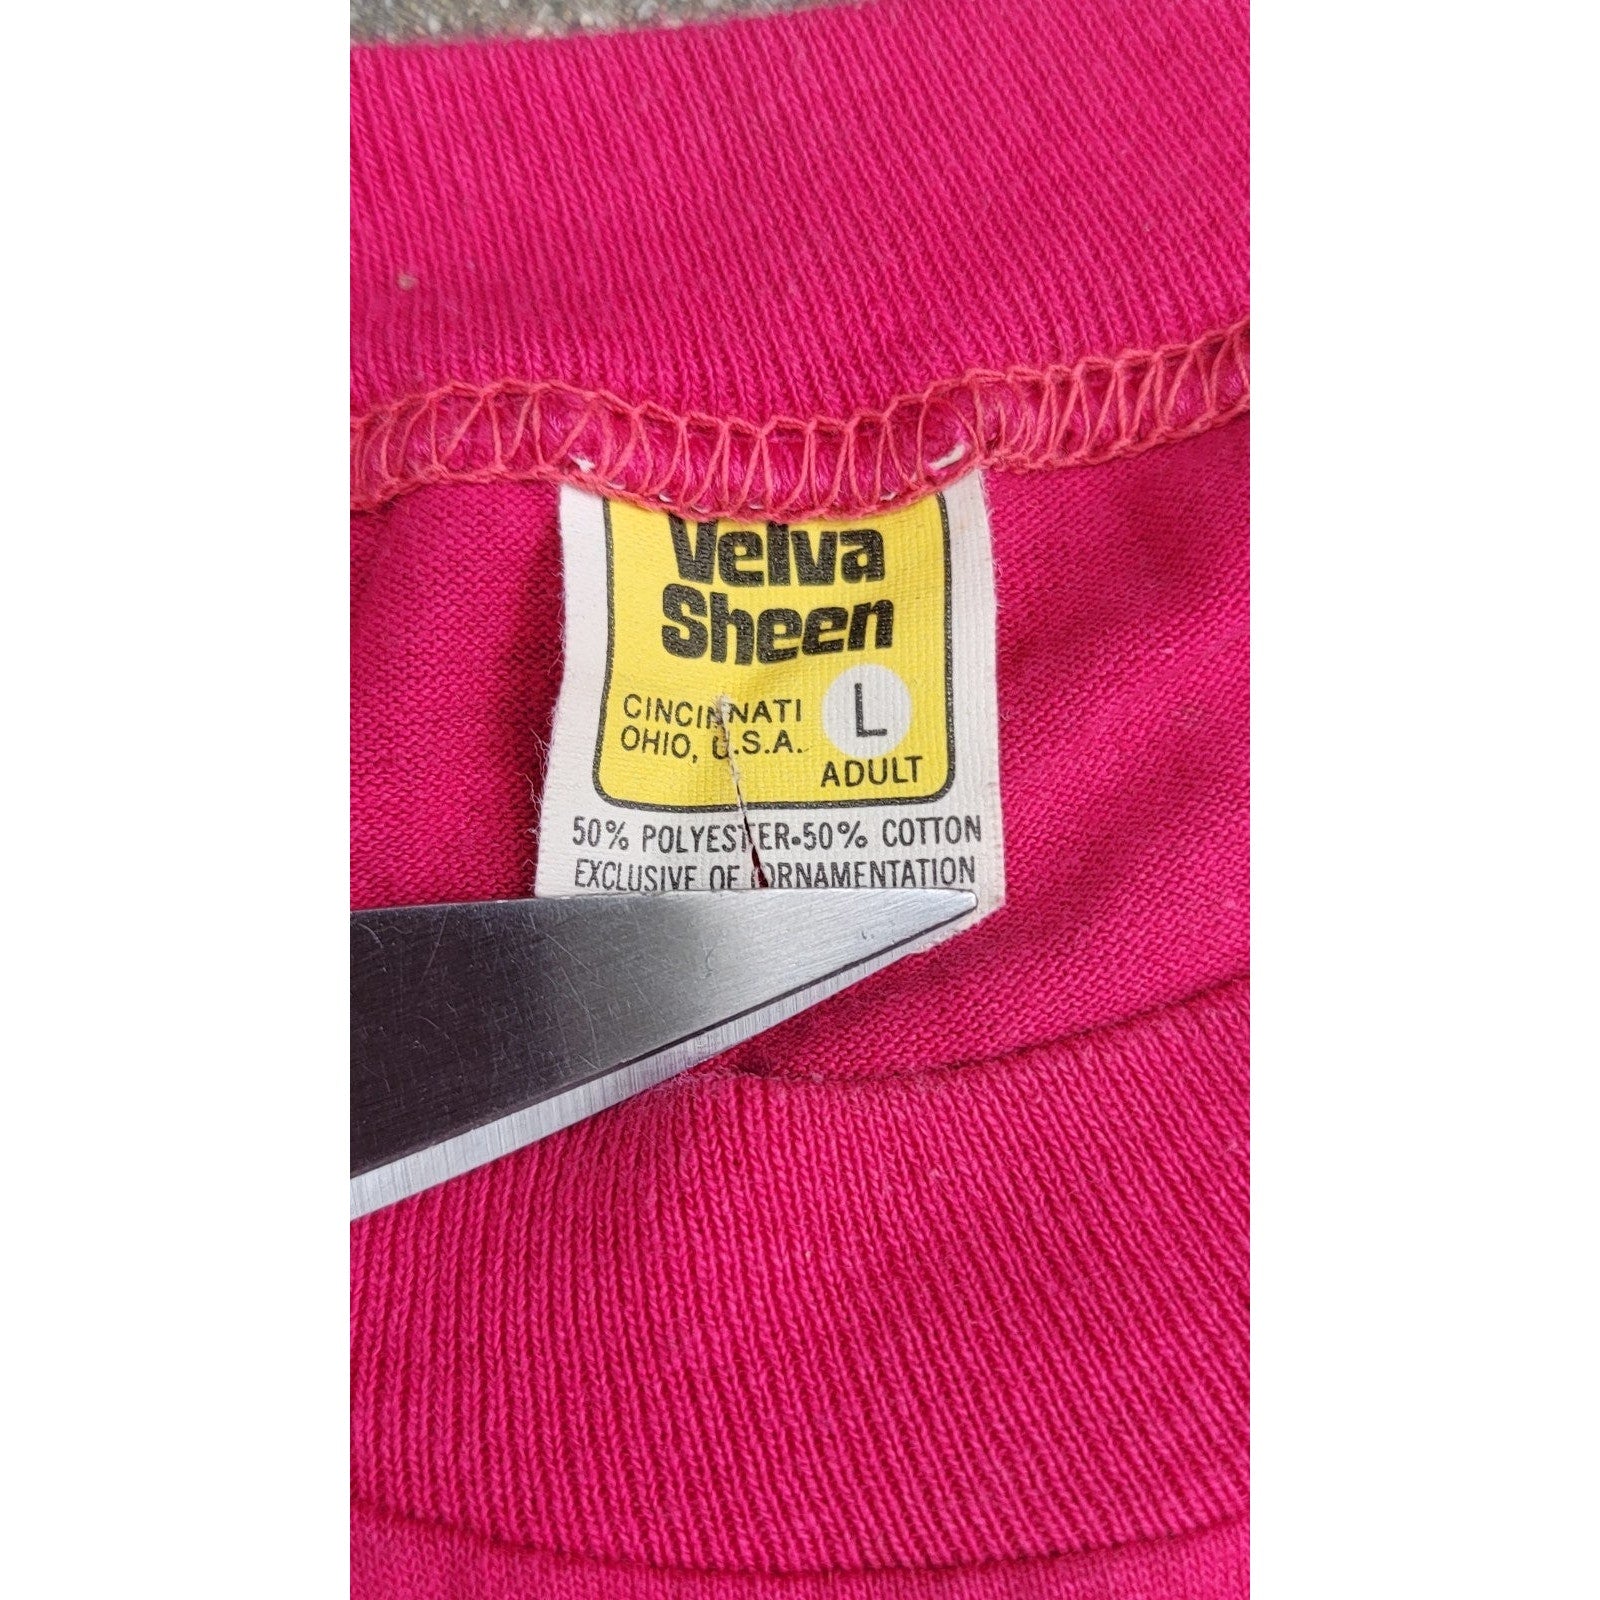 Velva
Sheen
CINCINNATI
OHIO, U.S.A.
L
ADULT
50% POLYESTER•50% COTTON
EXCLUSIVE OF ORNAMENTATION